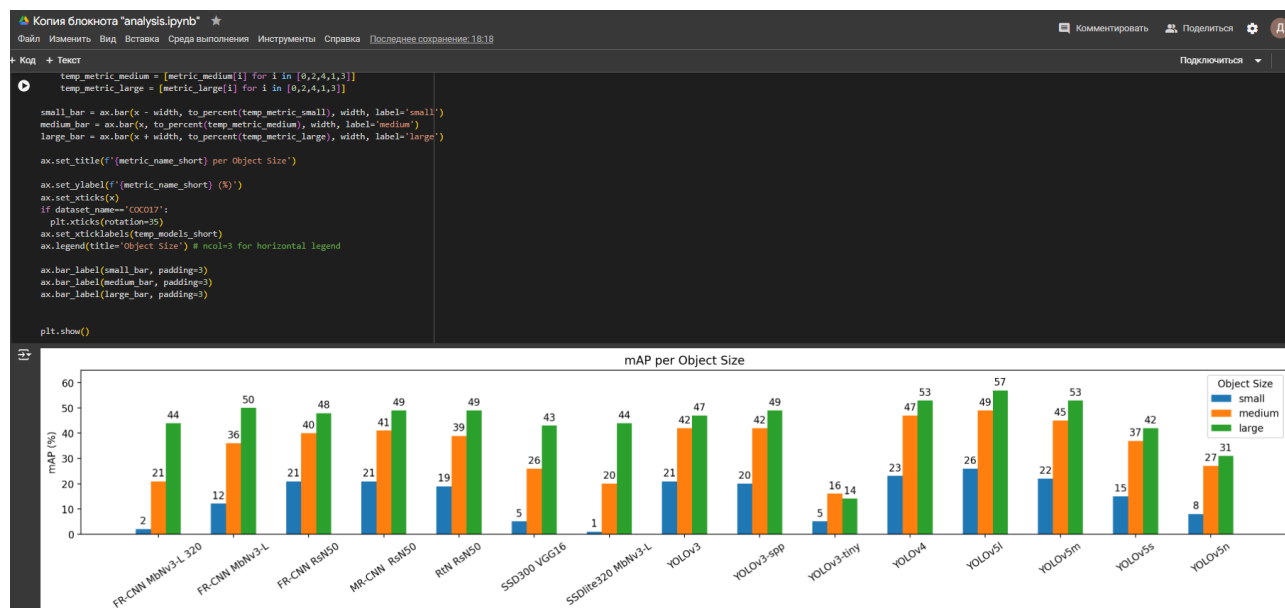 Копия блокнота "analysis.ipynb"
Файл Изменить Вид Вставка Среда выполнения Инструменты Справка Последнее сохранение: 18:18
Комментировать Поделиться Д
+ Код + Текст
Подключиться
temp_metric_medium = [metric_medium[i] for i in [0,2,4,1,3]]
temp_metric_large = [metric_large[i] for i in [0,2,4,1,3]]
small_bar = ax.bar(x - width, to_percent(temp_metric_small), width, label='small')
medium_bar = ax.bar(x, to_percent(temp_metric_medium), width, label='medium')
large_bar = ax.bar(x + width, to_percent(temp_metric_large), width, label='large')
ax.set_title(f'{metric_name_short} per Object Size')
ax.set_ylabel(f'{metric_name_short} (%)')
ax.set_xticks(x)
if dataset_name=='COCO17':
plt.xticks(rotation=35)
ax.set_xticklabels(temp_models_short)
ax.legend(title='Object Size') # ncol=3 for horizontal legend
ax.bar_label(small_bar, padding=3)
ax.bar_label(medium_bar, padding=3)
ax.bar_label(large_bar, padding=3)
plt.show()
mAP per Object Size
mAP (%)
60
50
40
30
20
10
0
2 21 44
12 36 50
21 40 48
21 41 49
19 39 49
5 26 43
1 20 44
21 42 47
20 42 49
5 16 14
23 47 53
26 49 57
22 45 53
15 37 42
8 27 31
Object Size
small
medium
large
FR-CNN MbNv3-L 320
FR-CNN MbNv3-L
FR-CNN RsN50
MR-CNN RsN50
RtN RsN50
SSD300 VGG16
SSDlite320 MbNv3-L
YOLOv3
YOLOv3-spp
YOLOv3-tiny
YOLOv4
YOLOv5l
YOLOv5m
YOLOv5s
YOLOv5n